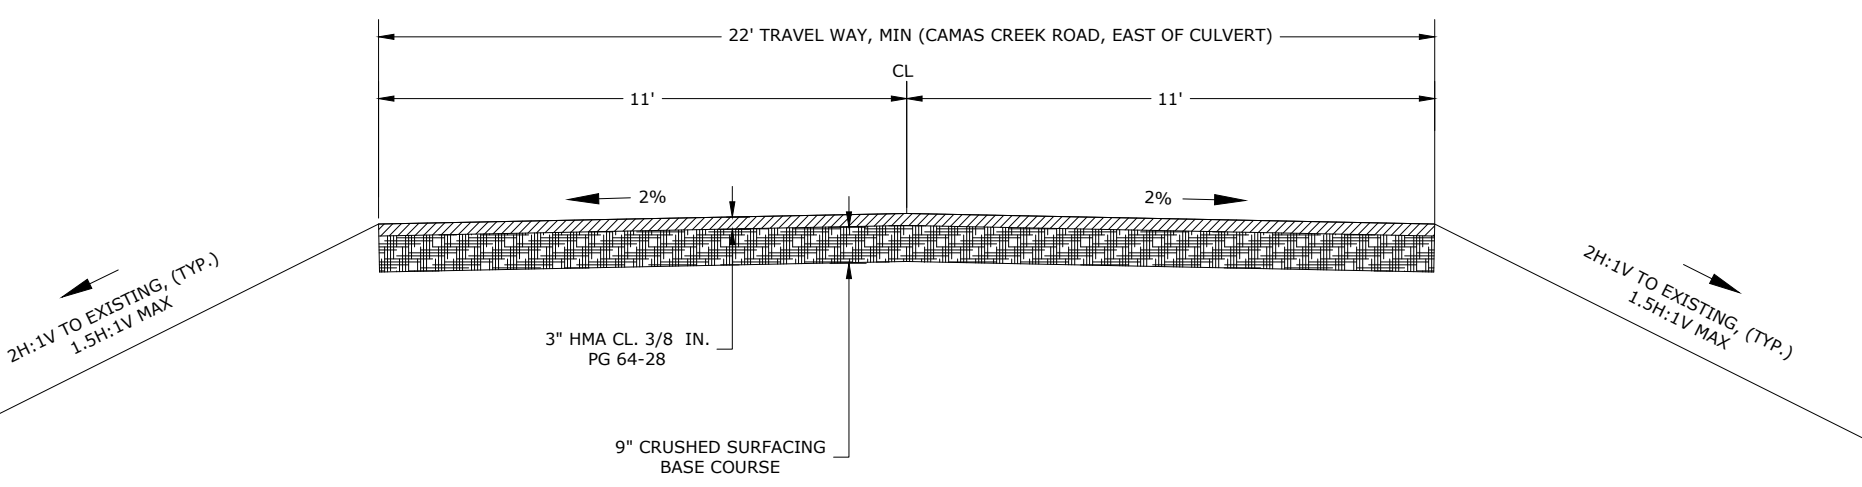 22' TRAVEL WAY, MIN (CAMAS CREEK ROAD, EAST OF CULVERT)
CL
11'
11'
2%
2%
2H:1V TO EXISTING, (TYP.)
1.5H:1V MAX
2H:1V TO EXISTING, (TYP.)
1.5H:1V MAX
3" HMA CL. 3/8 IN.
PG 64-28
9" CRUSHED SURFACING
BASE COURSE